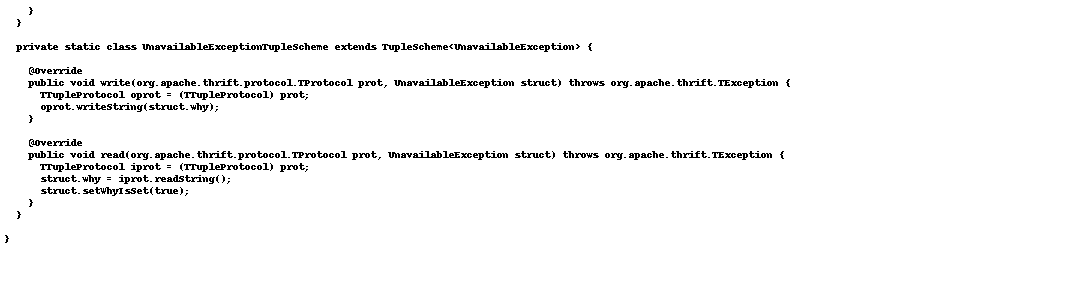 }
  }

  private static class UnavailableExceptionTupleScheme extends TupleScheme<UnavailableException> {

    @Override
    public void write(org.apache.thrift.protocol.TProtocol prot, UnavailableException struct) throws org.apache.thrift.TException {
      TTupleProtocol oprot = (TTupleProtocol) prot;
      oprot.writeString(struct.why);
    }

    @Override
    public void read(org.apache.thrift.protocol.TProtocol prot, UnavailableException struct) throws org.apache.thrift.TException {
      TTupleProtocol iprot = (TTupleProtocol) prot;
      struct.why = iprot.readString();
      struct.setWhyIsSet(true);
    }
  }

}